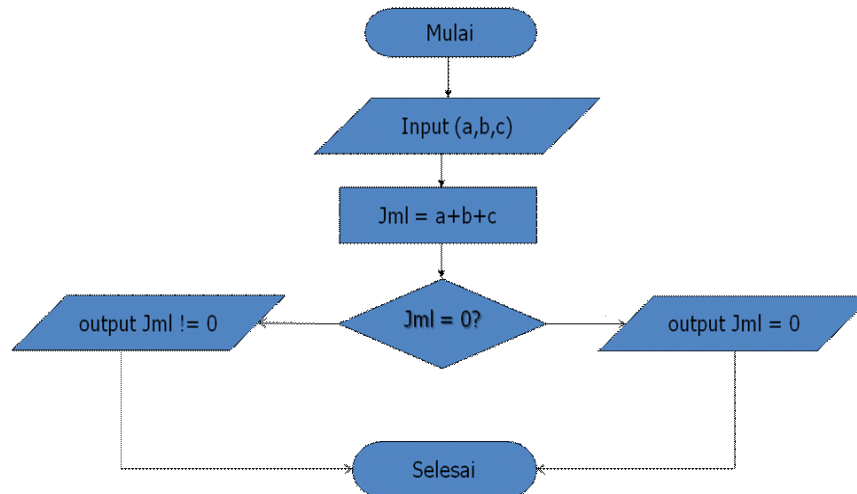 Mulai
Input (a,b,c)
Jml = a+b+c
Jml = 0?
output Jml != 0
output Jml = 0
Selesai